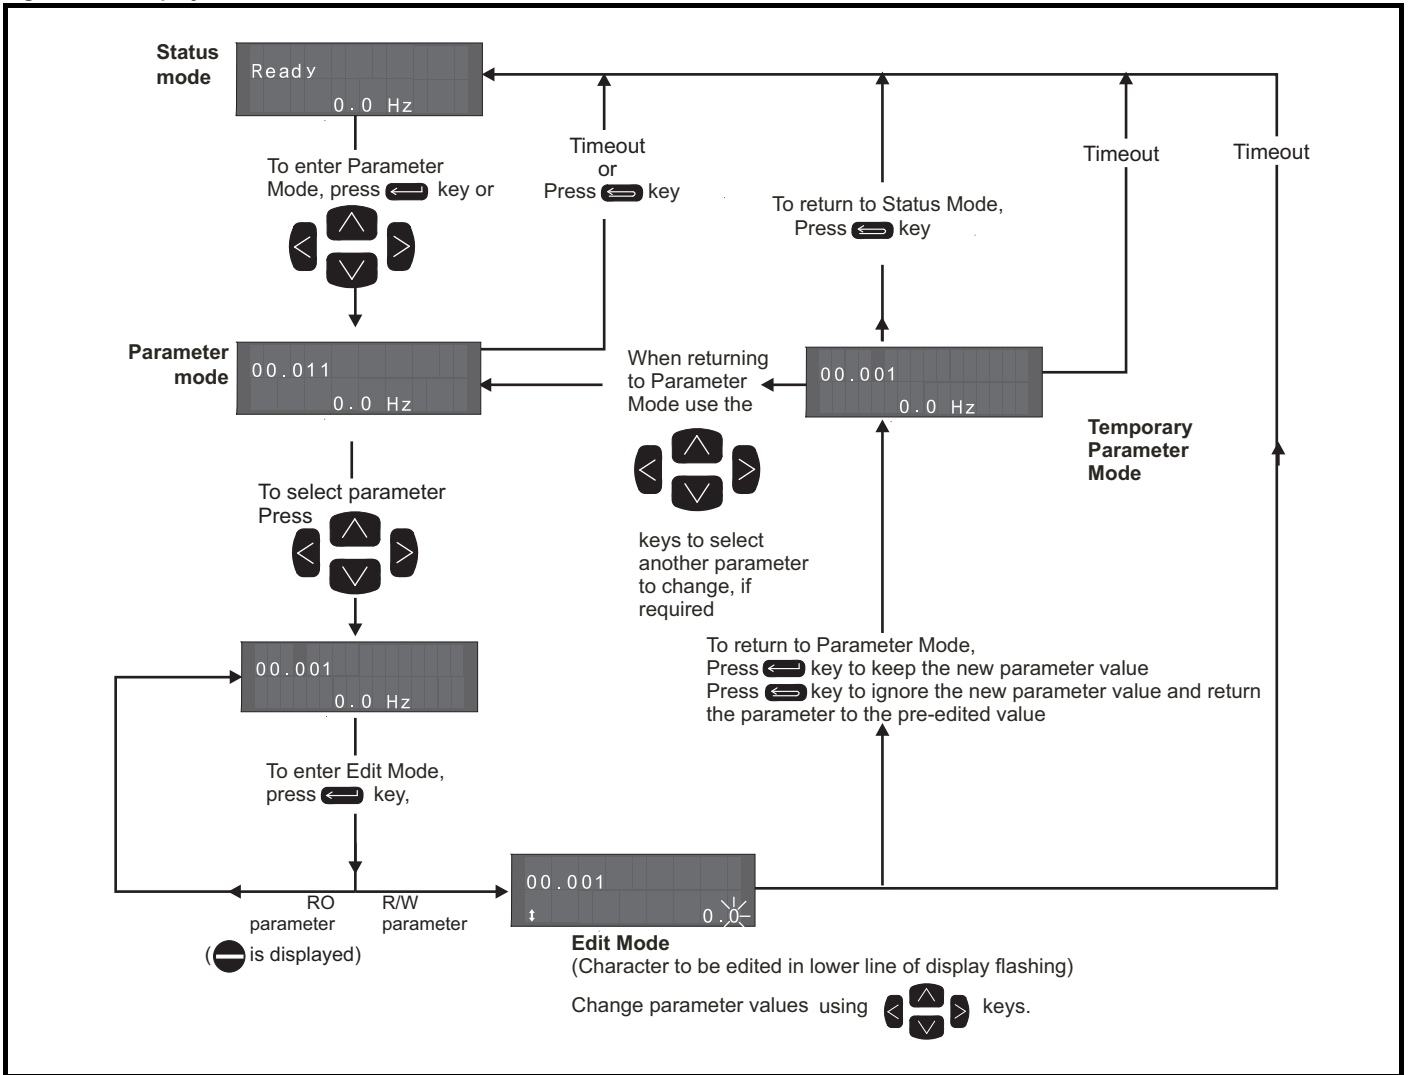 Status
mode
Ready
0.0 Hz
To enter Parameter
Mode, press key or
Timeout
or
Press key
To return to Status Mode,
Press key
Timeout
Timeout
Parameter
mode
00.011
0.0 Hz
When returning
to Parameter
Mode use the
keys to select
another parameter
to change, if
required
00.001
0.0 Hz
Temporary
Parameter
Mode
To select parameter
Press
00.001
0.0 Hz
To return to Parameter Mode,
Press key to keep the new parameter value
Press key to ignore the new parameter value and return
the parameter to the pre-edited value
To enter Edit Mode,
press key,
RO
parameter
( is displayed)
R/W
parameter
00.001
0.0
Edit Mode
(Character to be edited in lower line of display flashing)
Change parameter values using keys.